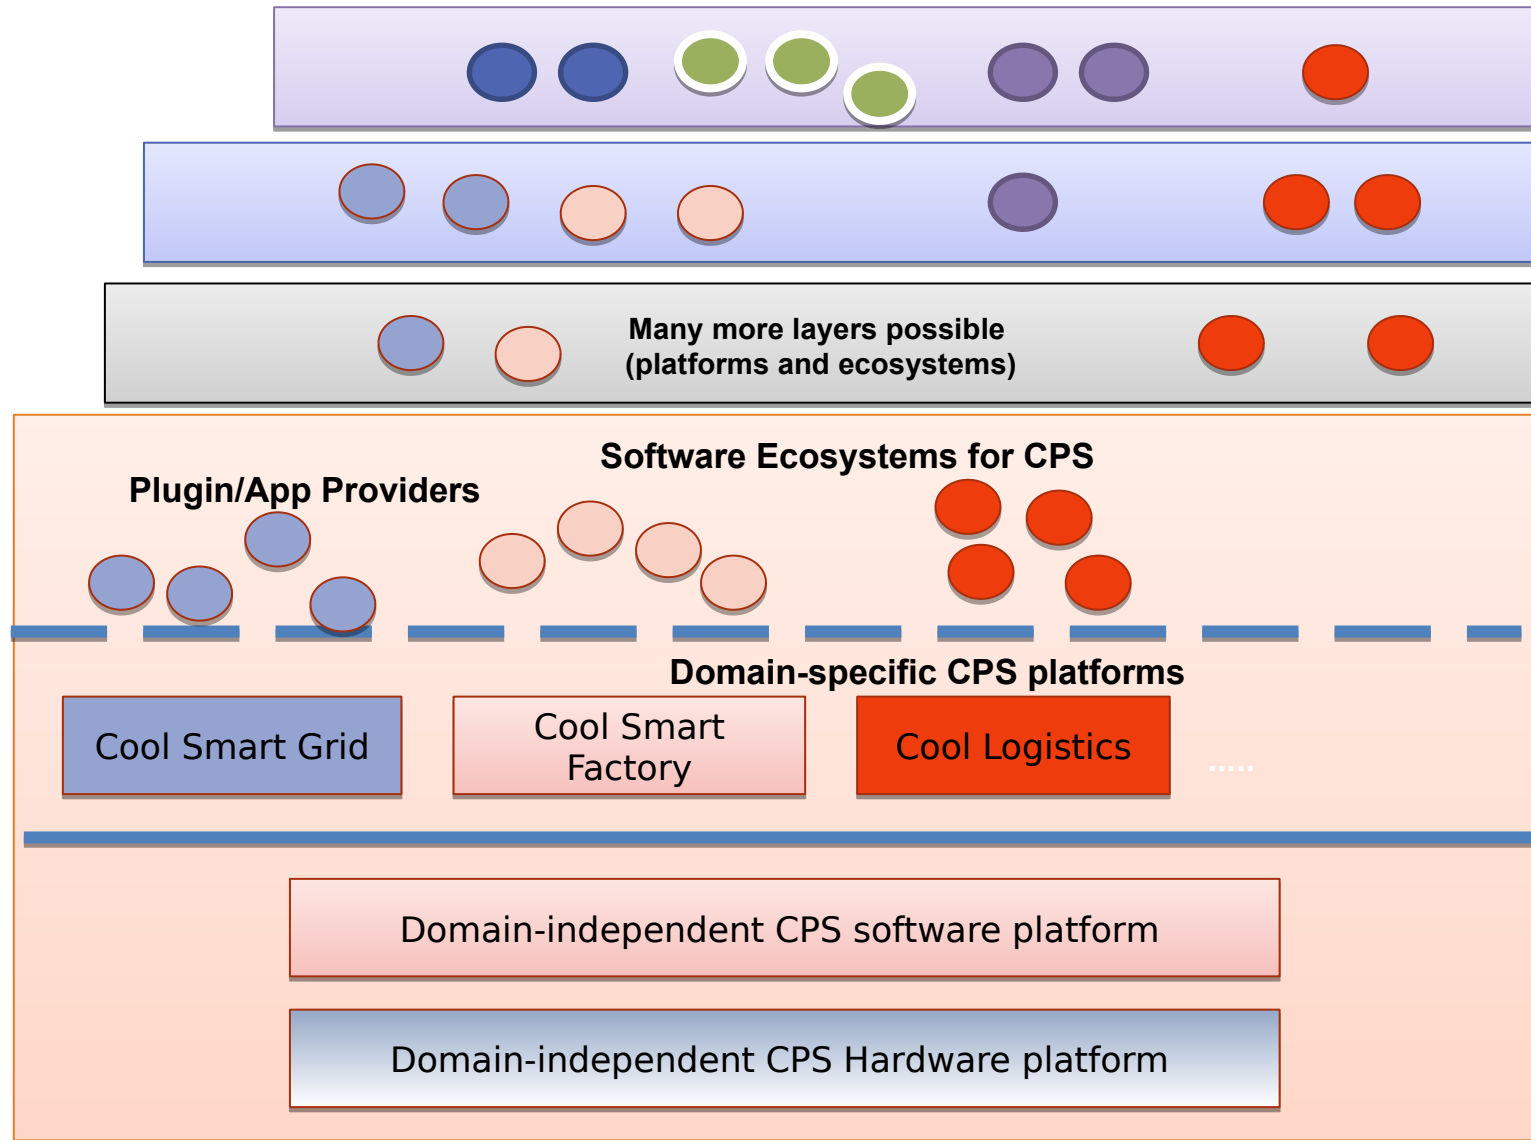 Many more layers possible
(platforms and ecosystems)
Software Ecosystems for CPS
Plugin/App Providers
Domain-specific CPS platforms
Cool Smart Grid
Cool Smart
Factory
Cool Logistics
.....
Domain-independent CPS software platform
Domain-independent CPS Hardware platform